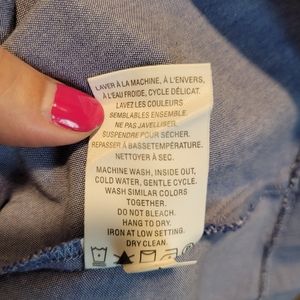 LAVER À LA MACHINE, À L'ENVERS,
À L'EAU FROIDE, CYCLE DÉLICAT.
LAVEZ LES COULEURS
SEMBLABLES ENSEMBLE.
NE PAS JAVELLISER.
SUSPENDRE POUR SÉCHER.
REPASSER À BASSETEMPÉRATURE.
NETTOYER À SEC.
MACHINE WASH, INSIDE OUT,
COLD WATER, GENTLE CYCLE.
WASH SIMILAR COLORS
TOGETHER.
DO NOT BLEACH.
HANG TO DRY.
IRON AT LOW SETTING.
DRY CLEAN.